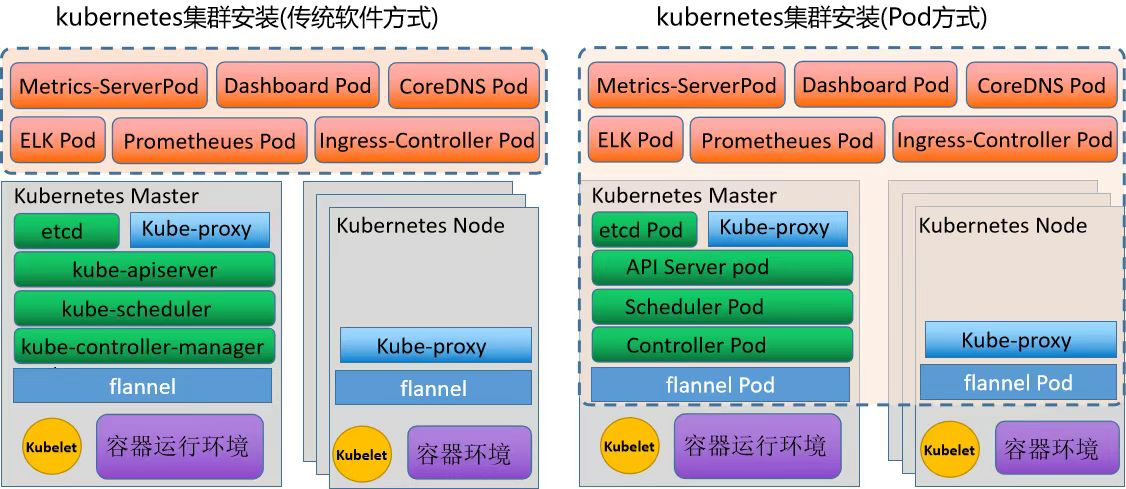 kubernetes集群安装(传统软件方式)
Metrics-ServerPod
Dashboard Pod
CoreDNS Pod
ELK Pod
Prometheues Pod
Ingress-Controller Pod
Kubernetes Master
etcd
Kube-proxy
kube-apiserver
kube-scheduler
kube-controller-manager
flannel
Kubelet
容器运行环境
Kubernetes Node
Kube-proxy
flannel
Kubelet
容器环境
kubernetes集群安装(Pod方式)
Metrics-ServerPod
Dashboard Pod
CoreDNS Pod
ELK Pod
Prometheues Pod
Ingress-Controller Pod
Kubernetes Master
etcd Pod
Kube-proxy
API Server pod
Scheduler Pod
Controller Pod
flannel Pod
Kubelet
容器运行环境
Kubernetes Node
Kube-proxy
flannel Pod
Kubelet
容器环境